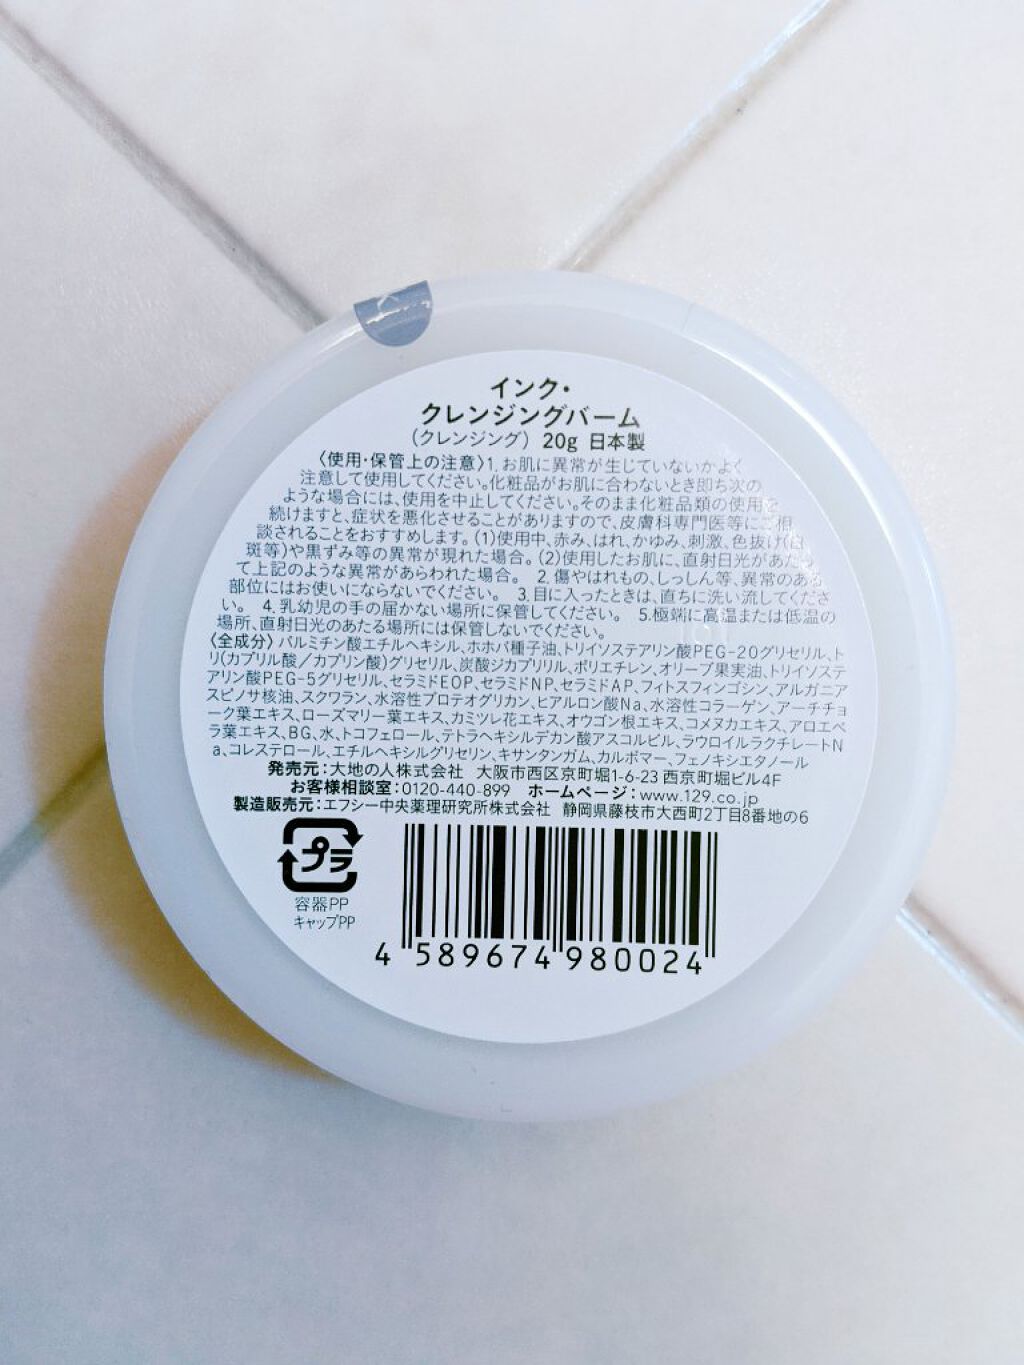 インク・
クレンジングバーム
（クレンジング） 20g 日本製
〈使用・保管上の注意〉1.お肌に異常が生じていないかよく
注意して使用してください。化粧品がお肌に合わないとき即ち次の
ような場合には、使用を中止してください。そのまま化粧品類の使用を
続けますと、症状を悪化させることがありますので、皮膚科専門医等にご相
談されることをおすすめします。(1)使用中、赤み、はれ、かゆみ、刺激、色抜け(白
斑等)や黒ずみ等の異常が現れた場合。(2)使用したお肌に、直射日光があたっ
て上記のような異常があらわれた場合。 2.傷やはれもの、しっしん等、異常のある
部位にはお使いにならないでください。 3.目に入ったときは、直ちに洗い流してくださ
い。 4.乳幼児の手の届かない場所に保管してください。 5.極端に高温または低温の
場所、直射日光のあたる場所には保管しないでください。
〈全成分〉パルミチン酸エチルヘキシル、ホホバ種子油、トリイソステアリン酸PEG-20グリセリル、ト
リ(カプリル酸／カプリン酸)グリセリル、炭酸ジカプリリル、ポリエチレン、オリーブ果実油、トリイソステ
アリン酸PEG-5グリセリル、セラミドEOP、セラミドNP、セラミドAP、フィトスフィンゴシン、アルガニア
スピノサ核油、スクワラン、水溶性プロテオグリカン、ヒアルロン酸Na、水溶性コラーゲン、アーチチョ
ーク葉エキス、ローズマリー葉エキス、カミツレ花エキス、オウゴン根エキス、コメヌカエキス、アロエベ
ラ葉エキス、BG、水、トコフェロール、テトラヘキシルデカン酸アスコルビル、ラウロイルラクチレートN
a、コレステロール、エチルヘキシルグリセリン、キサンタンガム、カルボマー、フェノキシエタノール
発売元：大地の人株式会社 大阪市西区京町堀1-6-23 西京町堀ビル4F
お客様相談室：0120-440-899 ホームページ：www.129.co.jp
製造販売元：エフシー中央薬理研究所株式会社 静岡県藤枝市大西町2丁目8番地の6
プラ
容器PP
キャップPP
4 589674 980024